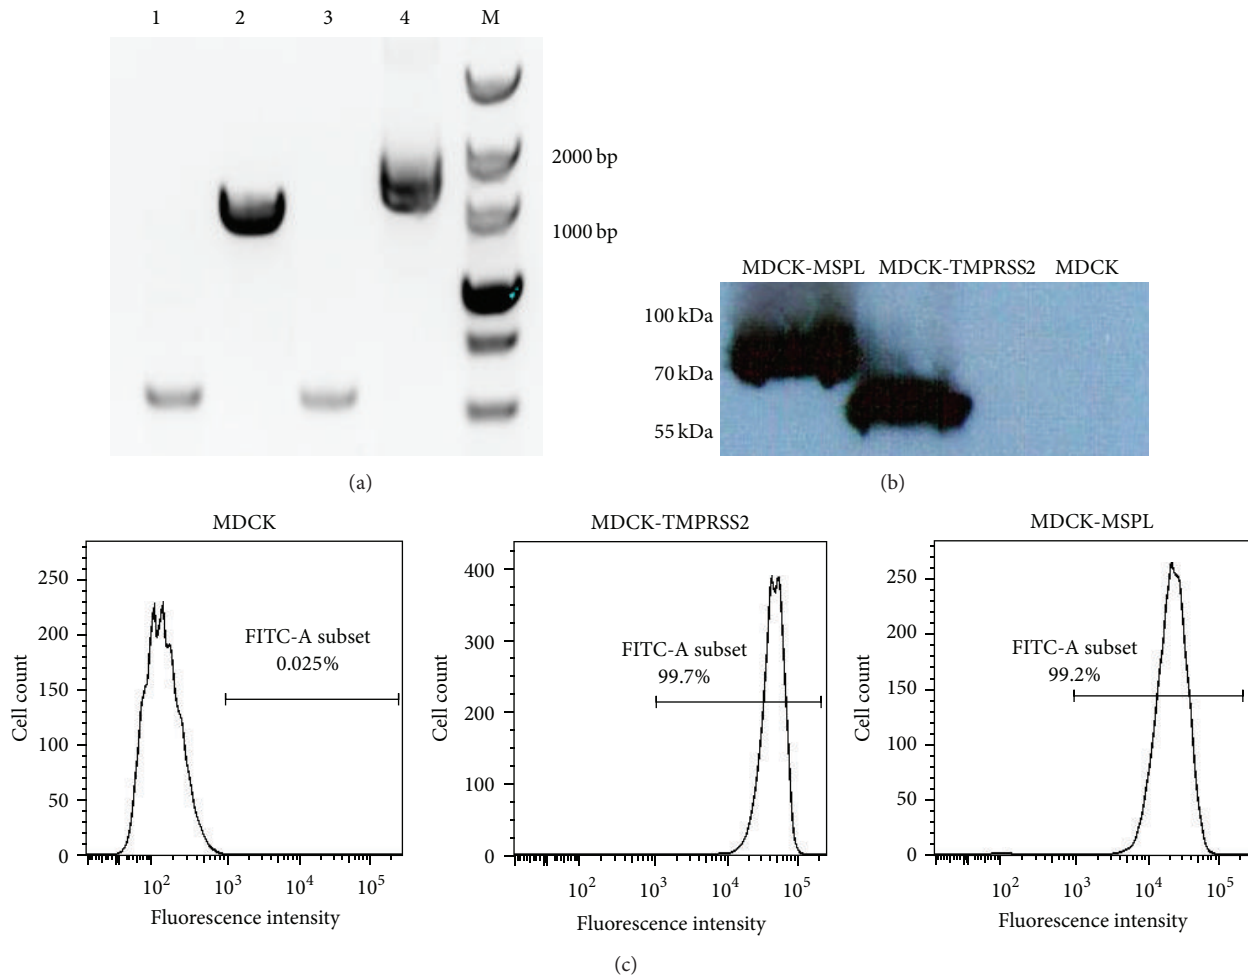 1 2 3 4 M
2000 bp
1000 bp
(a)
MDCK-MSPL MDCK-TMPRSS2 MDCK
100 kDa
70 kDa
55 kDa
(b)
MDCK
Cell count
250
200
150
100
50
0
FITC-A subset
0.025%
10² 10³ 10⁴ 10⁵
Fluorescence intensity
MDCK-TMPRSS2
Cell count
400
300
200
100
0
FITC-A subset
99.7%
10² 10³ 10⁴ 10⁵
Fluorescence intensity
MDCK-MSPL
Cell count
250
200
150
100
50
0
FITC-A subset
99.2%
10² 10³ 10⁴ 10⁵
Fluorescence intensity
(c)